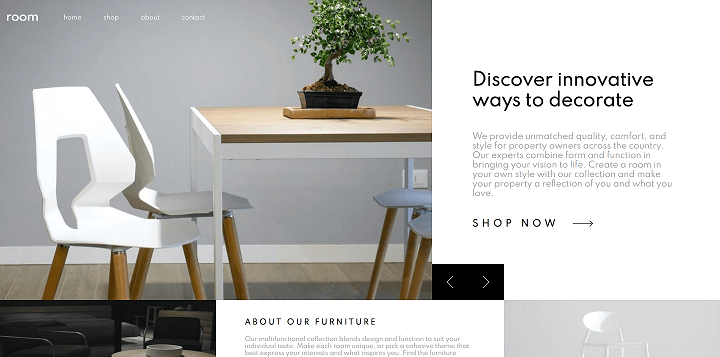 room
home shop about contact
Discover innovative
ways to decorate
We provide unmatched quality, comfort, and
style for property owners across the country.
Our experts combine form and function in
bringing your vision to life. Create a room in
your own style with our collection and make
your property a reflection of you and what you
love.
SHOP NOW
ABOUT OUR FURNITURE
Our multifunctional collection blends design and function to suit your
individual taste. Make each room unique, or pick a cohesive theme that
best express your interests and what inspires you. Find the furniture